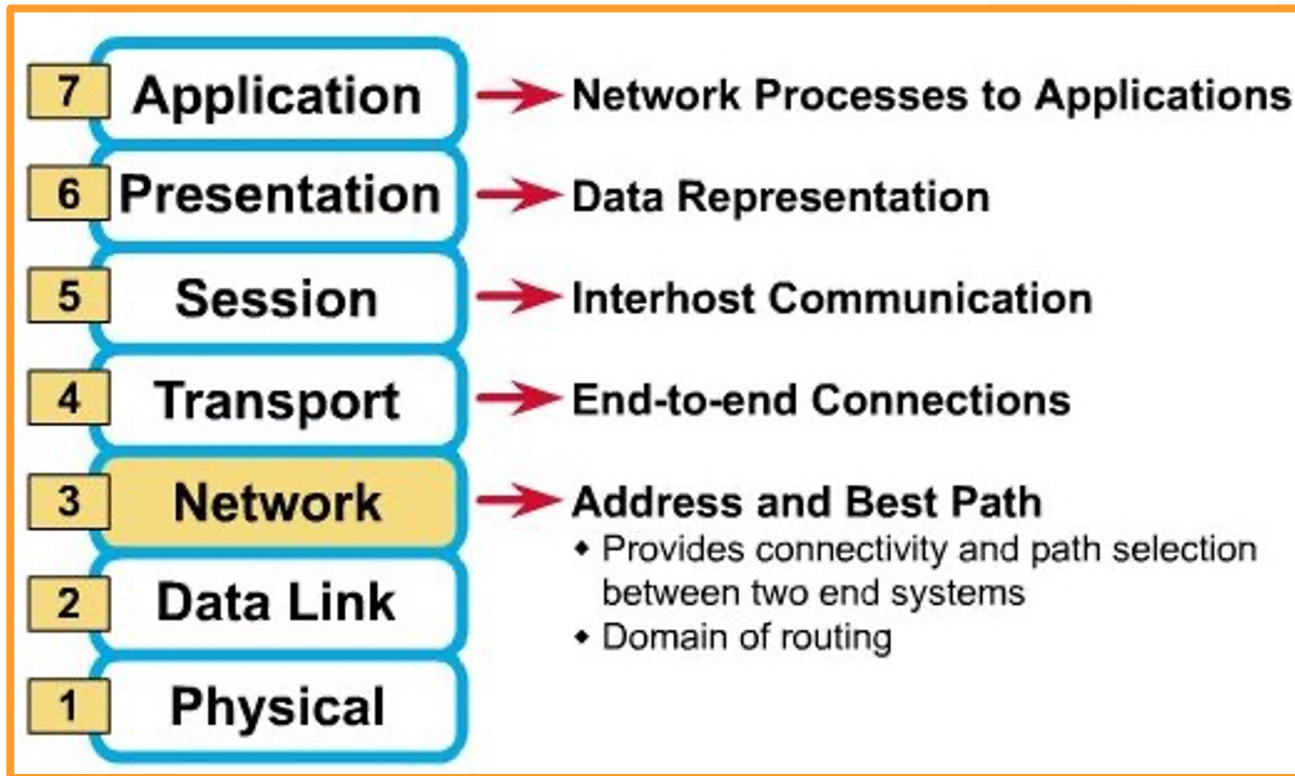 7 Application Network Processes to Applications
6 Presentation Data Representation
5 Session Interhost Communication
4 Transport End-to-end Connections
3 Network Address and Best Path
◆ Provides connectivity and path selection
between two end systems
◆ Domain of routing
2 Data Link
1 Physical